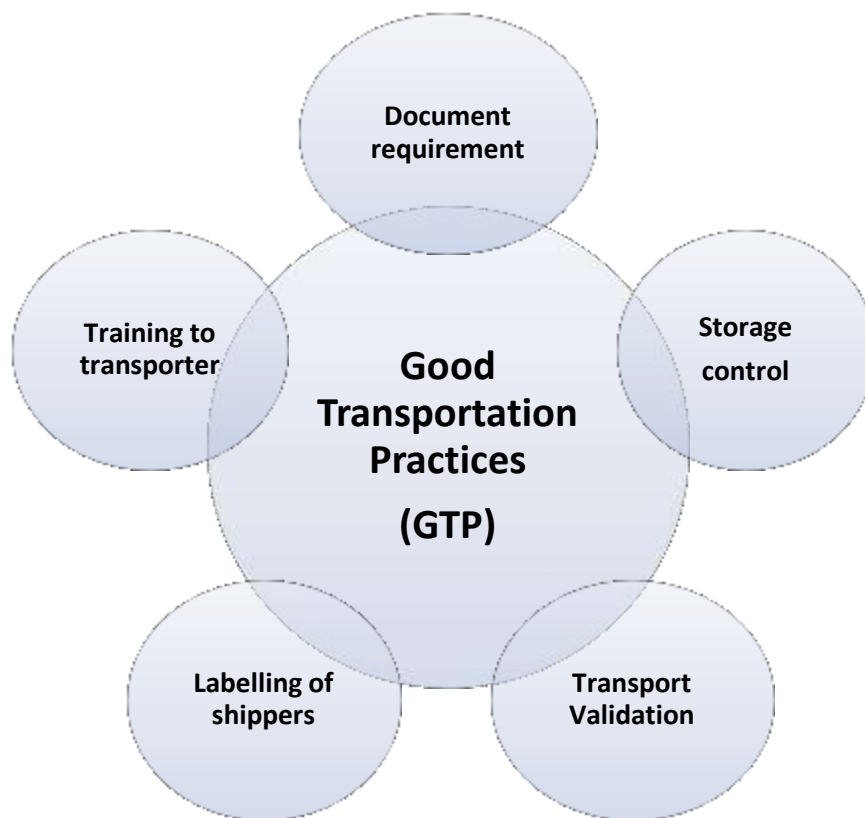 Document
requirement
Training to
transporter
Storage
control
Good
Transportation
Practices
(GTP)
Labelling of
shippers
Transport
Validation